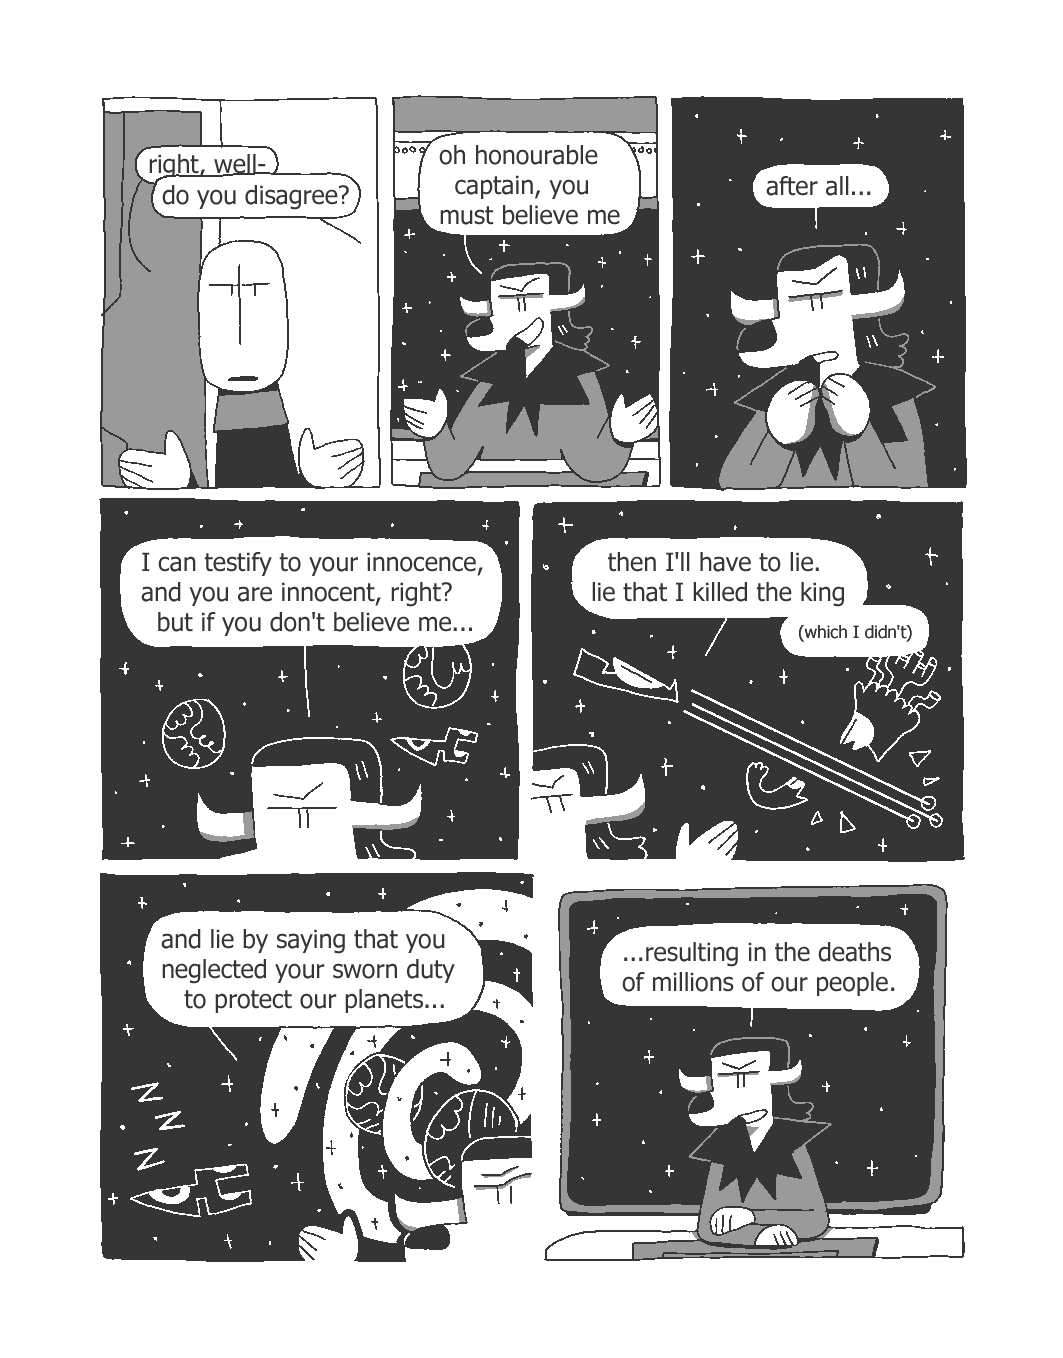 right, well-
do you disagree?
oh honourable
captain, you
must believe me
after all...
I can testify to your innocence,
and you are innocent, right?
but if you don't believe me...
then I'll have to lie.
lie that I killed the king
(which I didn't)
and lie by saying that you
neglected your sworn duty
to protect our planets...
Z
Z
Z
...resulting in the deaths
of millions of our people.